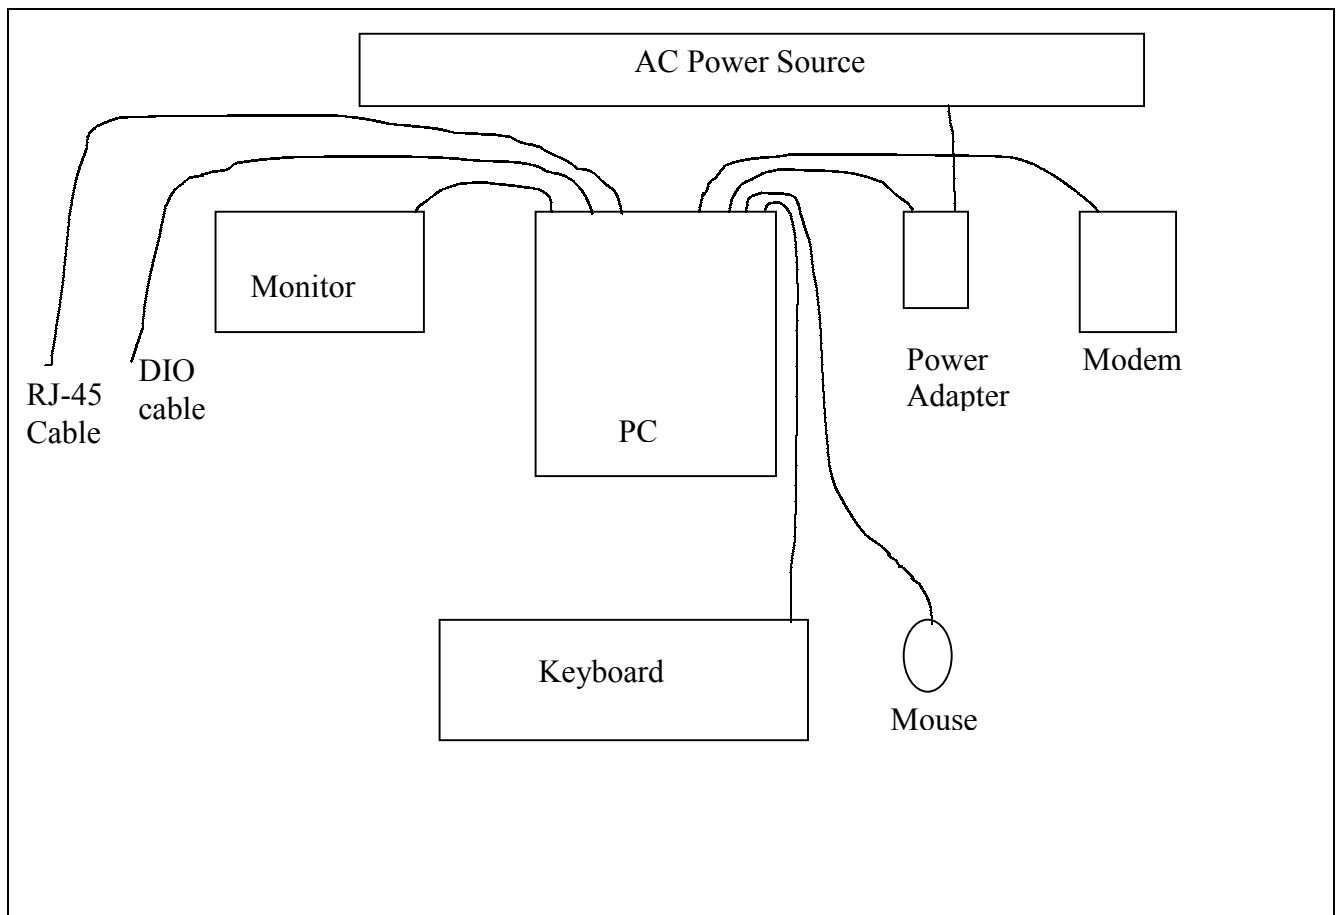 AC Power Source
Monitor
RJ-45
Cable
DIO
cable
PC
Power
Adapter
Modem
Keyboard
Mouse